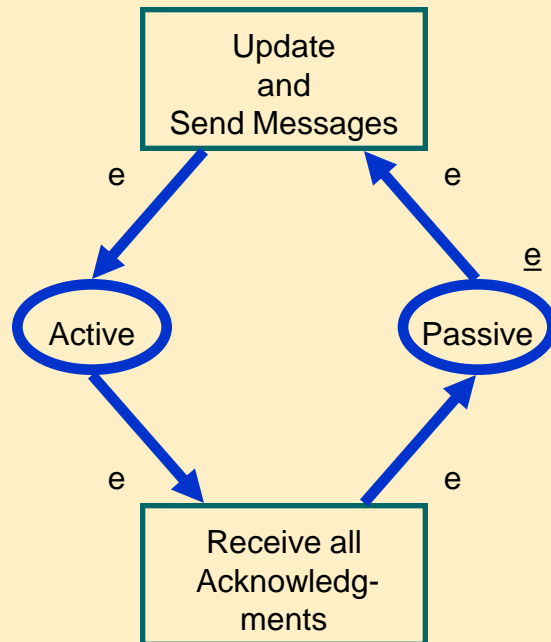 Update
and
Send Messages
e
e
e
Active
Passive
e
e
Receive all
Acknowledg-
ments